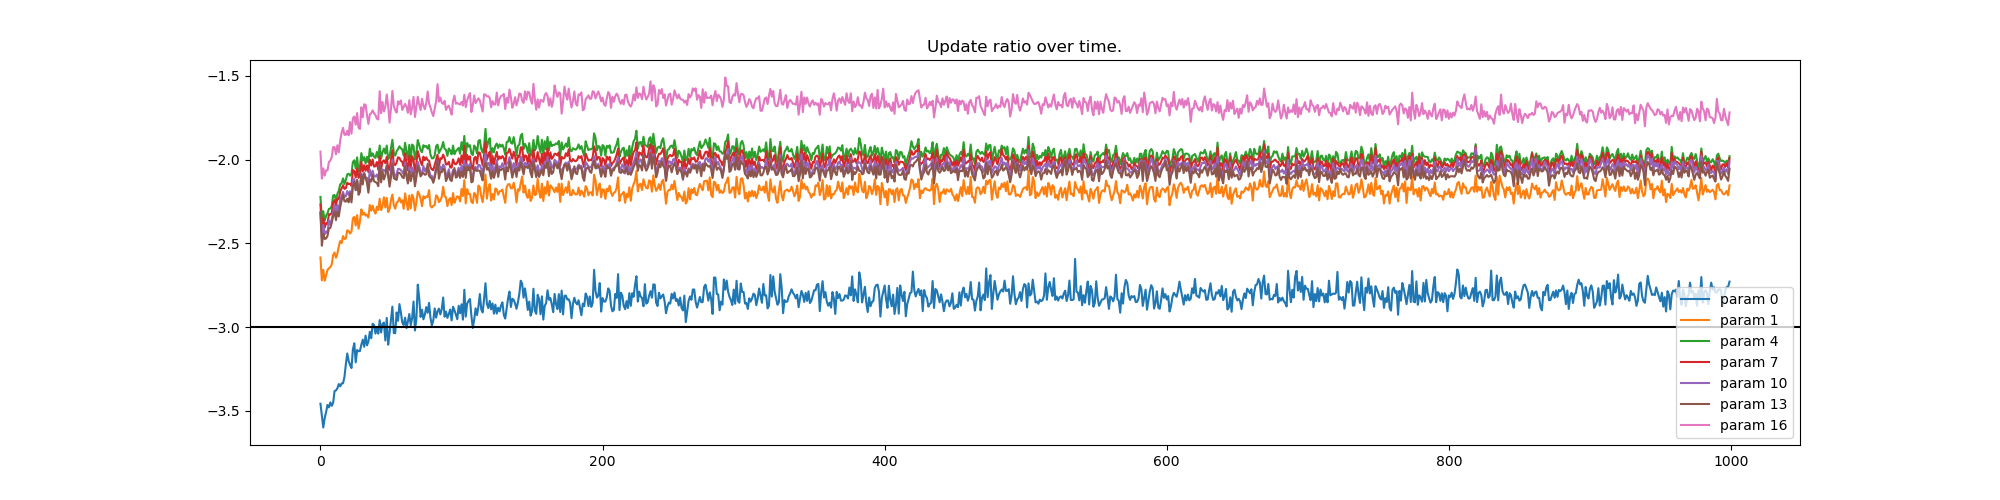 Update ratio over time.
−1.5
−2.0
−2.5
−3.0
−3.5
0
200
400
600
800
1000
param 0
param 1
param 4
param 7
param 10
param 13
param 16